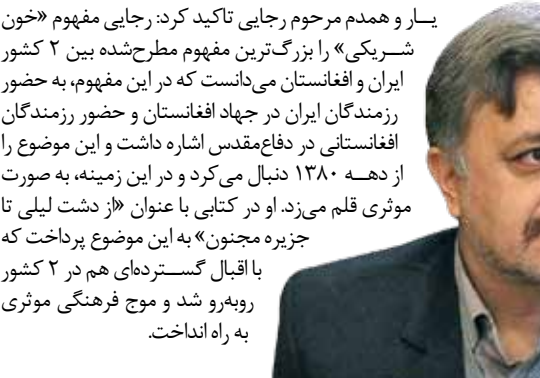 یار و همدم مرحوم رجایی تاکید کرد: رجایی مفهوم «خون
شریکی» را بزرگ‌ترین مفهوم مطرح‌شده بین ۲ کشور
ایران و افغانستان می‌دانست که در این مفهوم، به حضور
رزمندگان ایران در جهاد افغانستان و حضور رزمندگان
افغانستانی در دفاع‌مقدس اشاره داشت و این موضوع را
از دهه ۱۳۸۰ دنبال می‌کرد و در این زمینه، به صورت
موثری قلم می‌زد. او در کتابی با عنوان «از دشت لیلی تا
جزیره مجنون» به این موضوع پرداخت که
با اقبال گسترده‌ای هم در ۲ کشور
روبه‌رو شد و موج فرهنگی موثری
به راه انداخت.